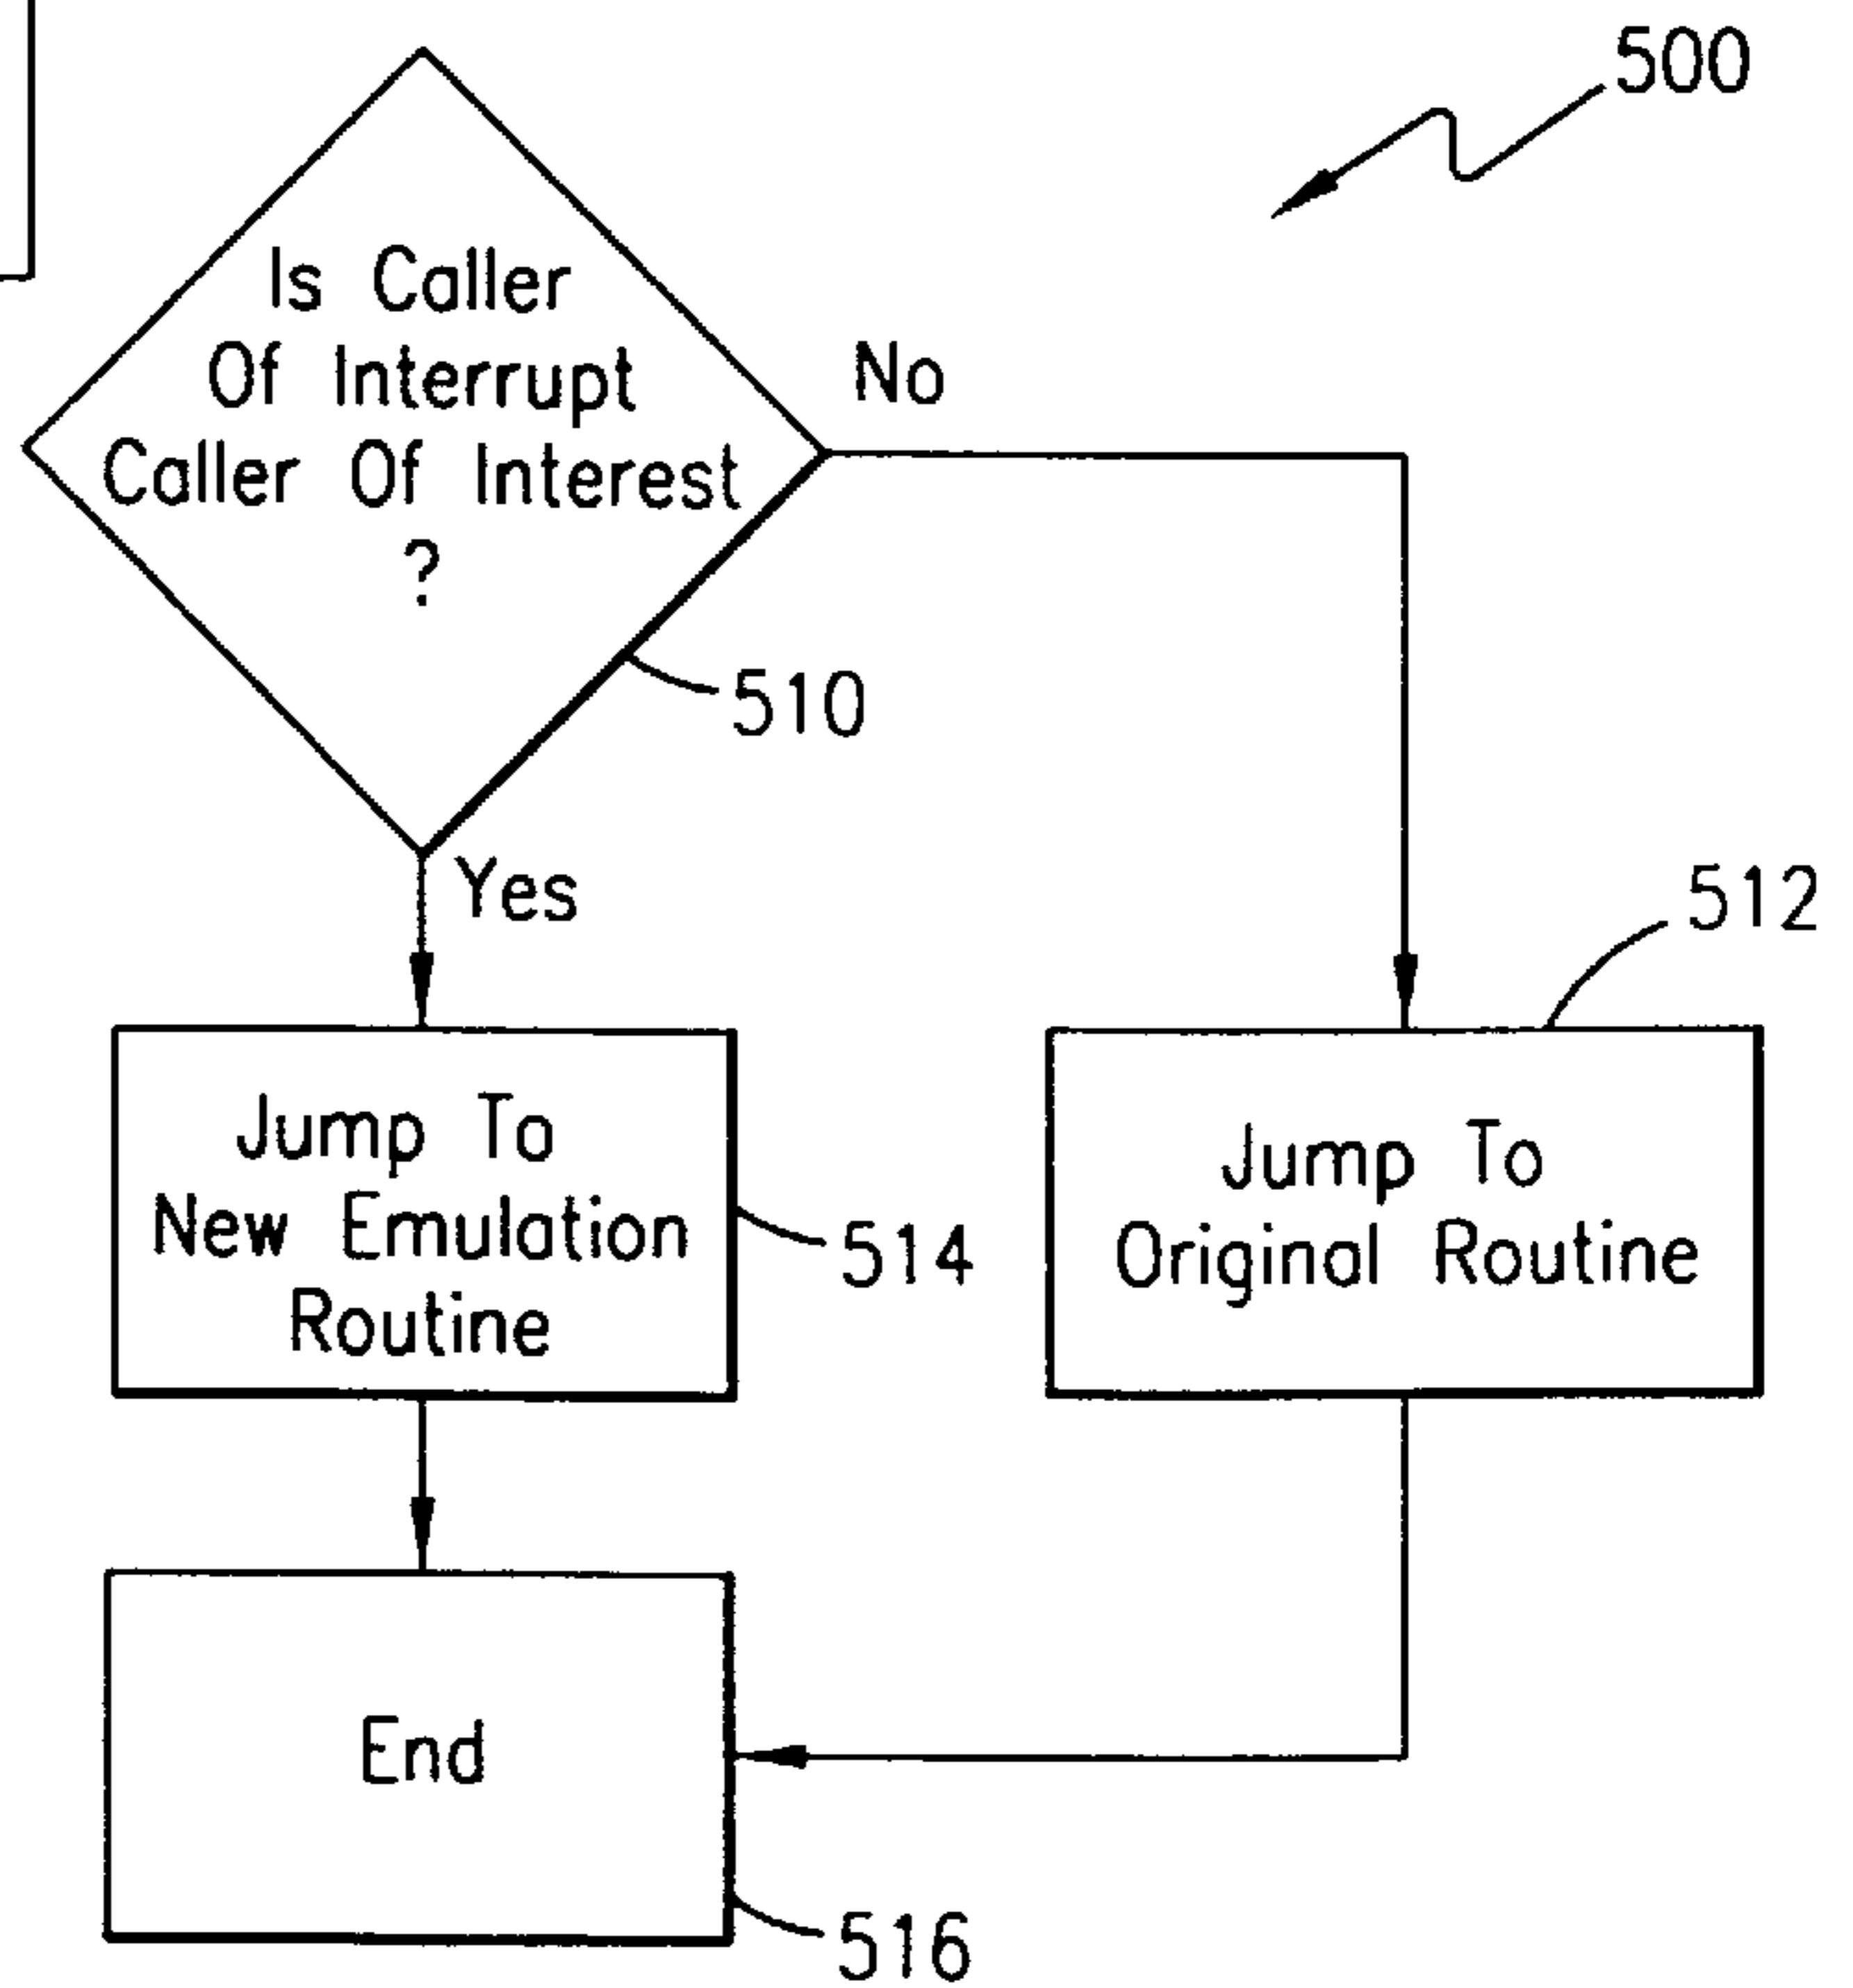 500
Is Caller
Of Interrupt
Caller Of Interest
?
No
510
Yes
512
Jump To
New Emulation
Routine
514
Jump To
Original Routine
End
516